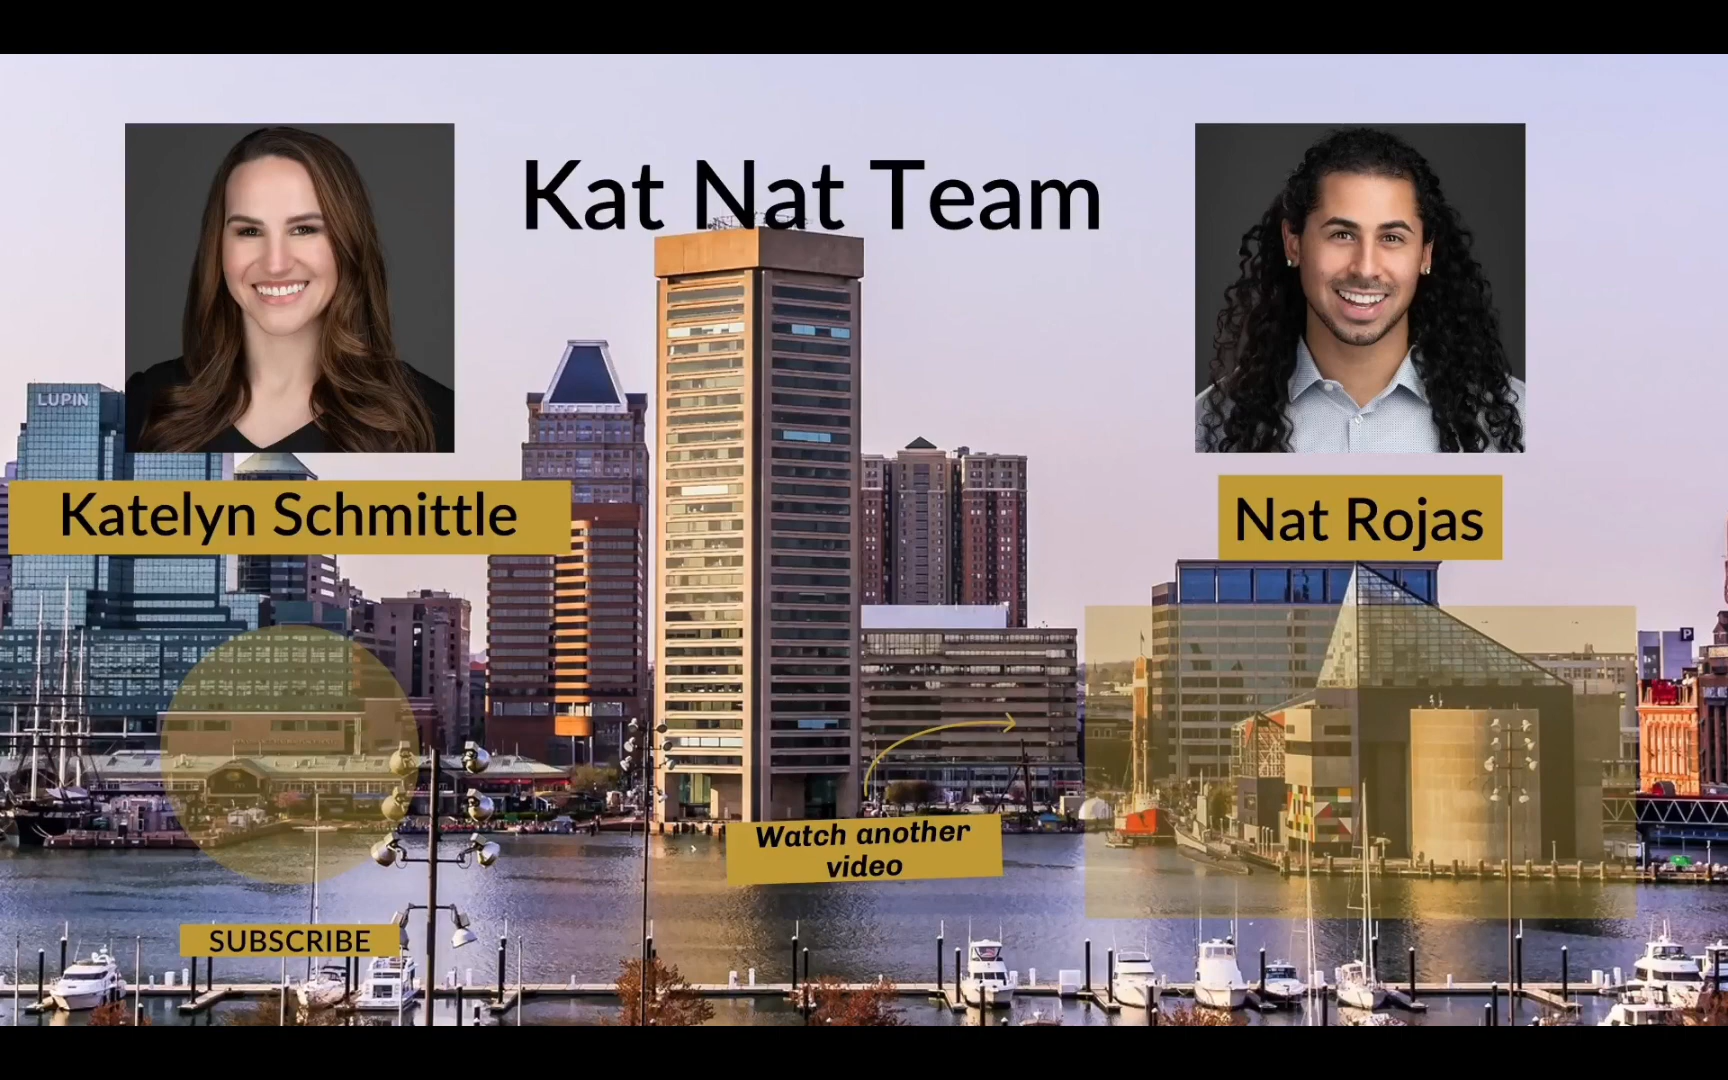 Kat Nat Team
LUPIN
Katelyn Schmittle
Nat Rojas
P
Watch another
video
SUBSCRIBE